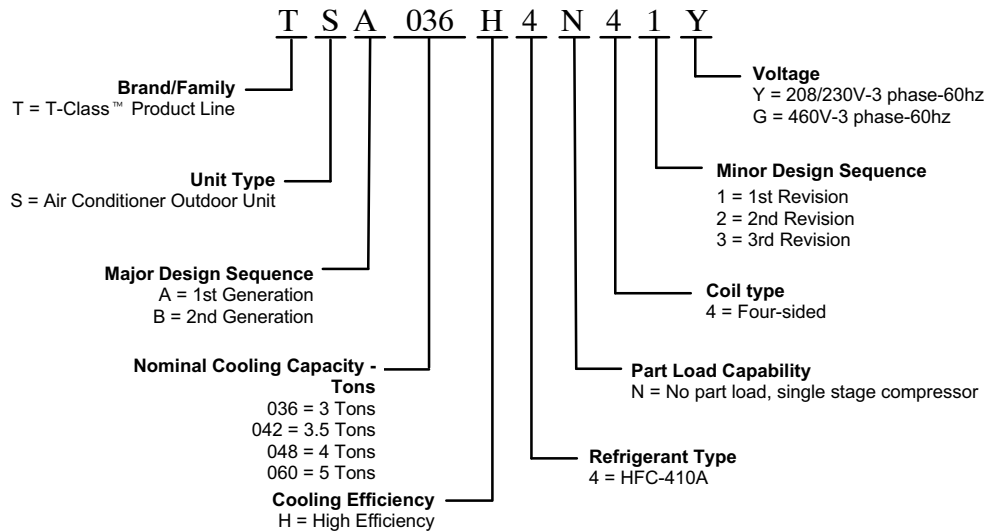 T S A 036 H 4 N 4 1 Y
Brand/Family
T = T-Class™ Product Line
Unit Type
S = Air Conditioner Outdoor Unit
Major Design Sequence
A = 1st Generation
B = 2nd Generation
Nominal Cooling Capacity -
Tons
036 = 3 Tons
042 = 3.5 Tons
048 = 4 Tons
060 = 5 Tons
Cooling Efficiency
H = High Efficiency
Voltage
Y = 208/230V-3 phase-60hz
G = 460V-3 phase-60hz
Minor Design Sequence
1 = 1st Revision
2 = 2nd Revision
3 = 3rd Revision
Coil type
4 = Four-sided
Part Load Capability
N = No part load, single stage compressor
Refrigerant Type
4 = HFC-410A